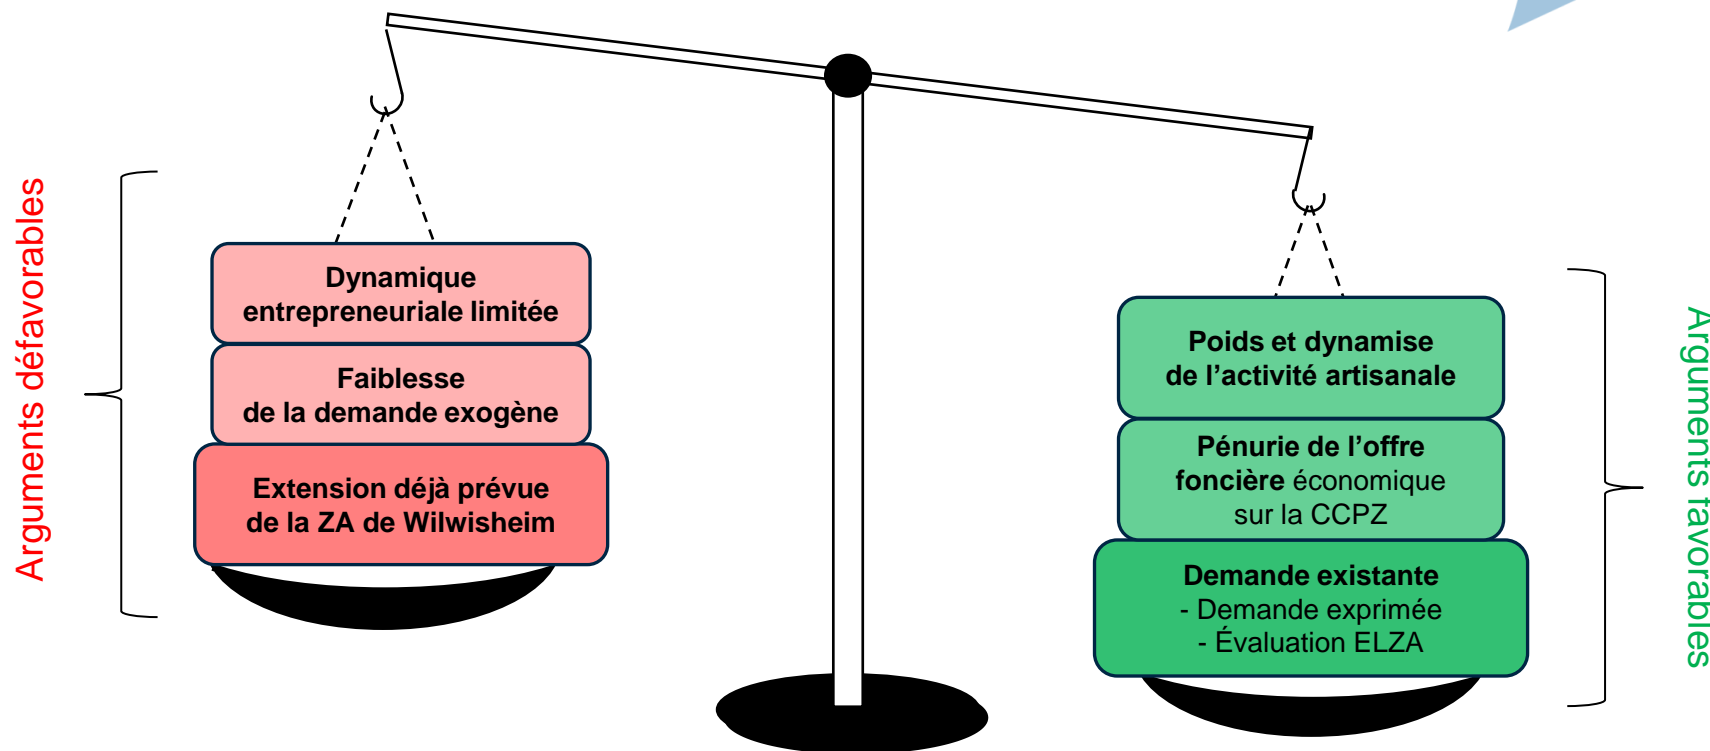 Arguments défavorables
Dynamique
entrepreneuriale limitée
Faiblesse
de la demande exogène
Extension déjà prévue
de la ZA de Wilwisheim
Poids et dynamise
de l’activité artisanale
Pénurie de l’offre
foncière économique
sur la CCPZ
Demande existante
- Demande exprimée
- Évaluation ELZA
Arguments favorables